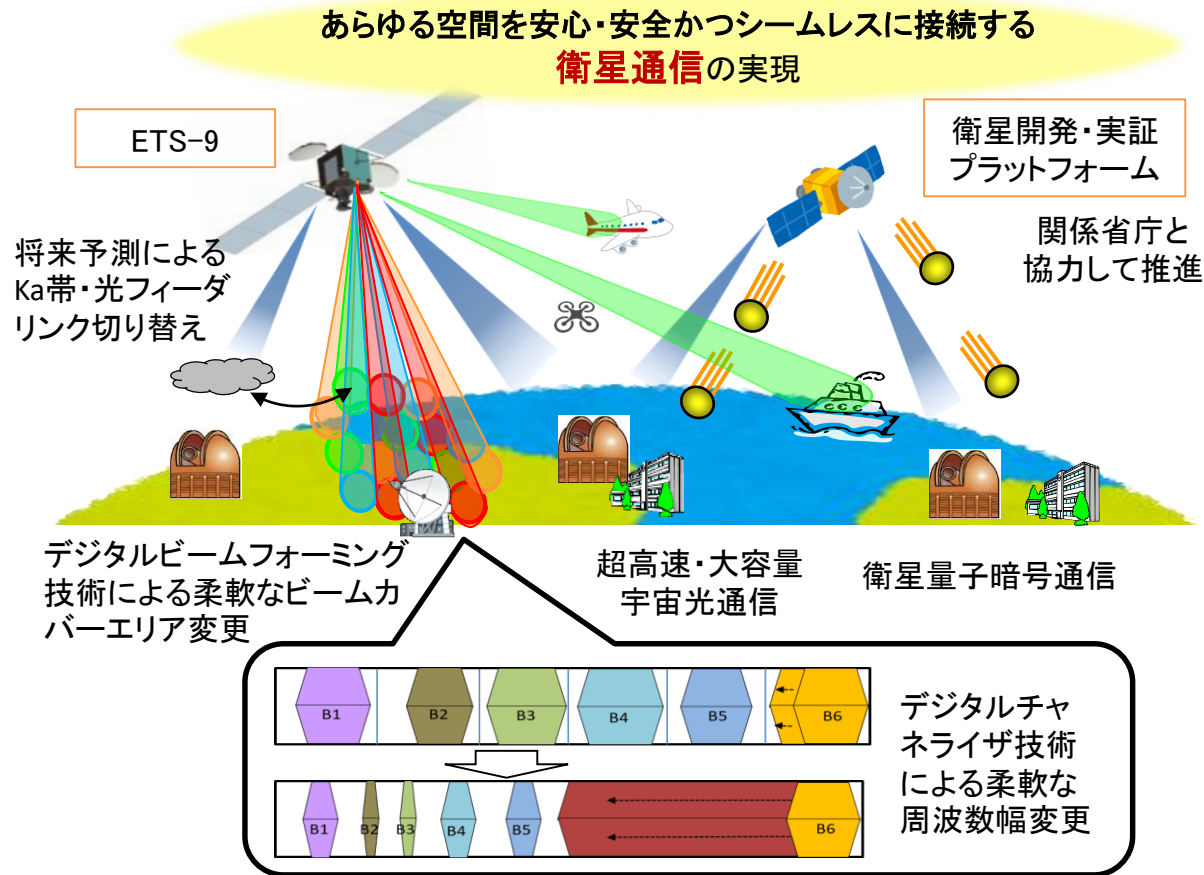 あらゆる空間を安心・安全かつシームレスに接続する
衛星通信の実現
ETS-9
衛星開発・実証
プラットフォーム
関係省庁と
協力して推進
将来予測による
Ka帯・光フィーダ
リンク切り替え
デジタルビームフォーミング
技術による柔軟なビームカ
バーエリア変更
超高速・大容量
宇宙光通信
衛星量子暗号通信
B1 B2 B3 B4 B5 B6
B1 B2 B3 B4 B5 B6
デジタルチャ
ネライザ技術
による柔軟な
周波数幅変更